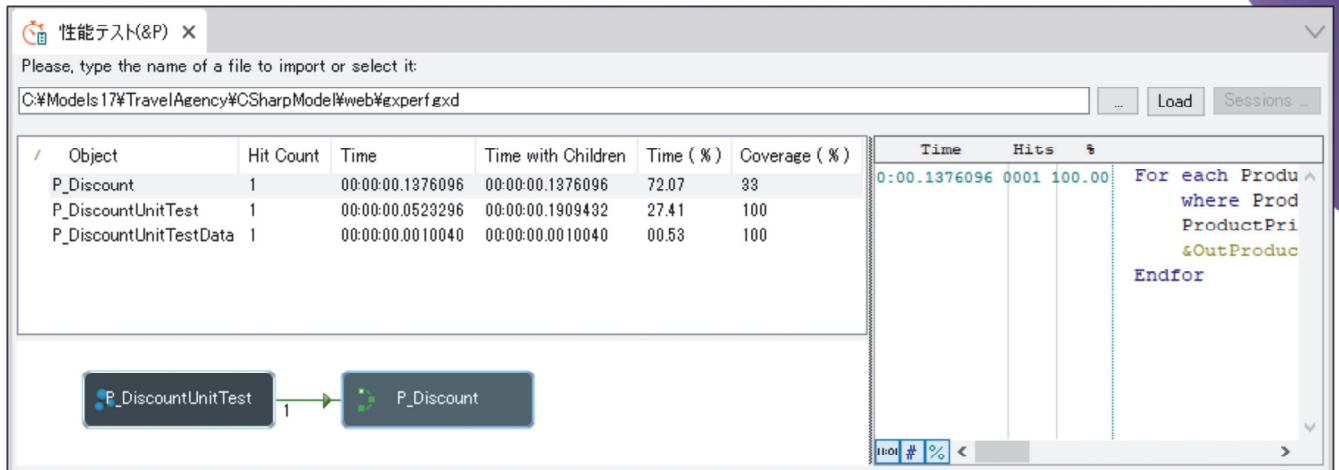 性能テスト(&P)
Please, type the name of a file to import or select it:
C:¥Models17¥TravelAgency¥CSharpModel¥web¥gxperf.gxd
... Load Sessions ...
/ Object Hit Count Time Time with Children Time ( % ) Coverage ( % )
P_Discount 1 00:00:00.1376096 00:00:00.1376096 72.07 33
P_DiscountUnitTest 1 00:00:00.0523296 00:00:00.1909432 27.41 100
P_DiscountUnitTestData 1 00:00:00.0010040 00:00:00.0010040 00.53 100
Time Hits %
0:00.1376096 0001 100.00 For each Produ
where Prod
ProductPri
&OutProduc
Endfor
P_DiscountUnitTest 1 P_Discount
# %